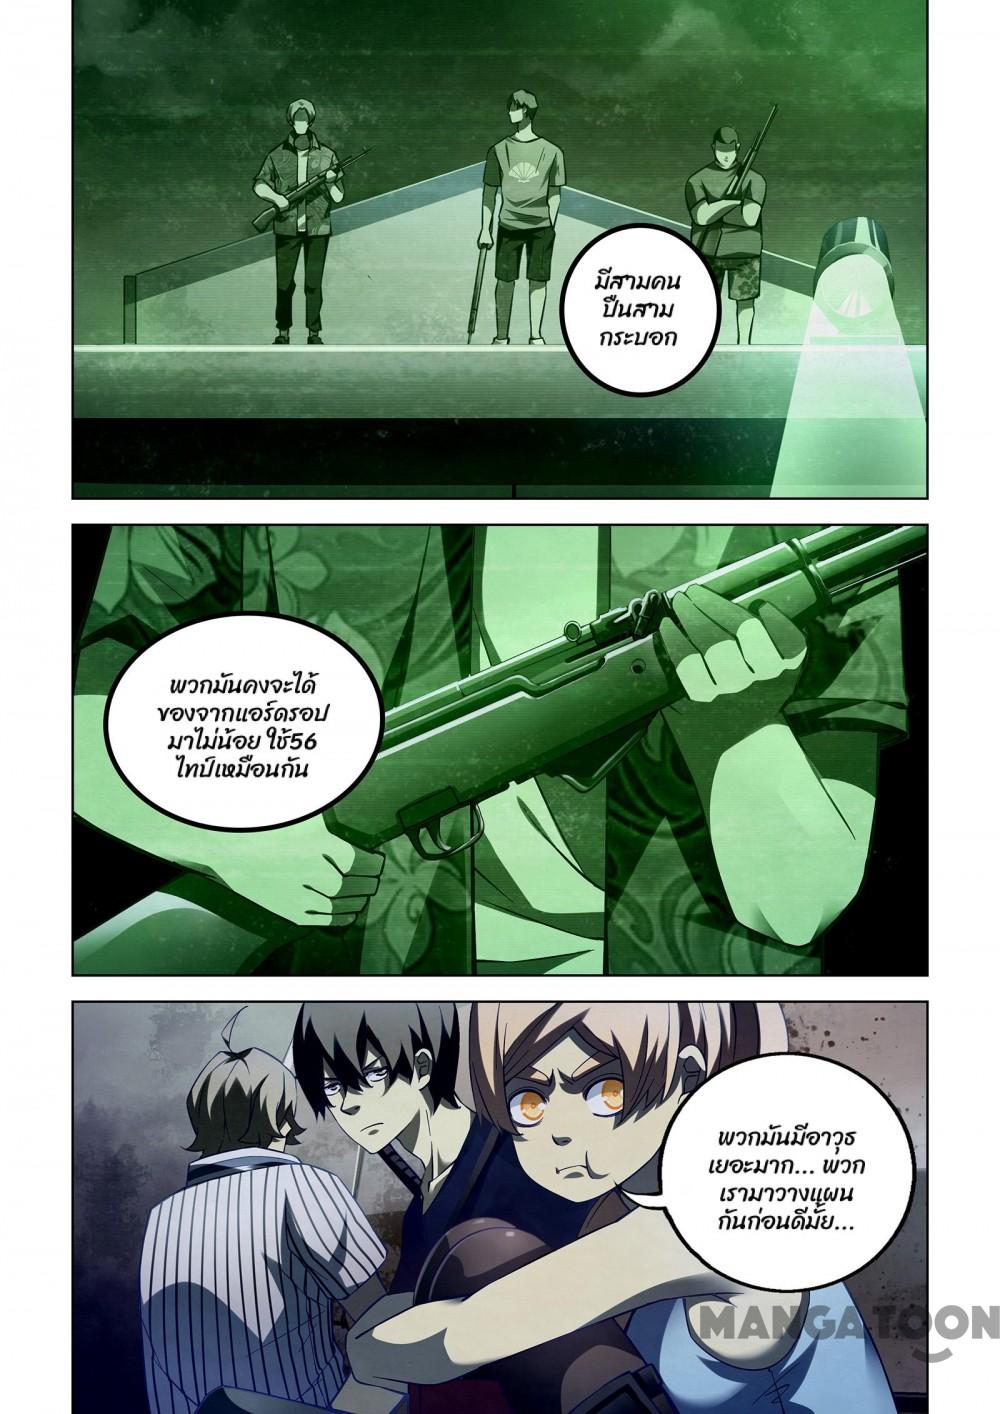 มีสามคน
ปืนสาม
กระบอก
พวกมันคงจะได้
ของจากแอร์ดรอป
มาไม่น้อย ใช้56
ไทป์เหมือนกัน
พวกมันมีอาวุธ
เยอะมาก... พวก
เรามาวางแผน
กันก่อนดีมั้ย...
MANGATOON